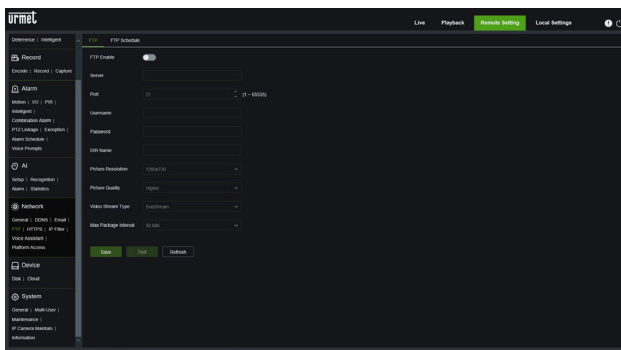 urmet
Live Playback Remote Setting Local Settings
Deterrence | Intelligent
FTP FTP Schedule
Record
Encode | Record | Capture
Alarm
Motion | I/O | PIR |
Intelligent |
Combination Alarm |
PTZ Linkage | Exception |
Alarm Schedule |
Voice Prompts
AI
Setup | Recognition |
Alarm | Statistics
Network
General | DDNS | Email |
FTP | HTTPS | IP Filter |
Voice Assistant |
Platform Access
Device
Disk | Cloud
System
General | Multi-User |
Maintenance |
IP Camera Maintain |
Information
FTP Enable
Server
Port 21 (1 ~ 65535)
Username
Password
DIR Name
Picture Resolution 1280x720
Picture Quality Higher
Video Stream Type Substream
Max Package Interval 30 Min
Save Test Refresh